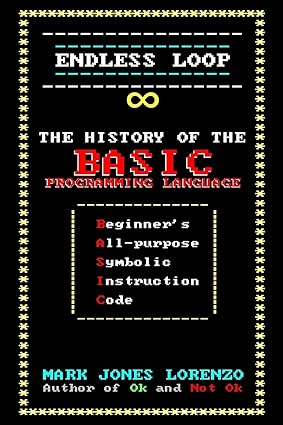 ENDLESS LOOP
∞
THE HISTORY OF THE
BASIC
PROGRAMMING LANGUAGE
Beginner's
All-purpose
Symbolic
Instruction
Code
MARK JONES LORENZO
Author of Ok and Not Ok